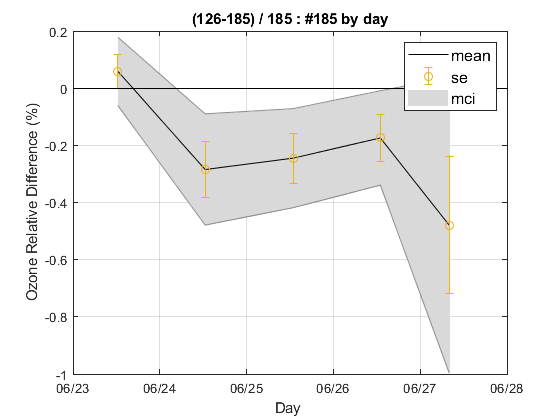 (126-185) / 185 : #185 by day
0.2
0
-0.2
-0.4
-0.6
-0.8
-1
Ozone Relative Difference (%)
mean
se
mci
06/23 06/24 06/25 06/26 06/27 06/28
Day